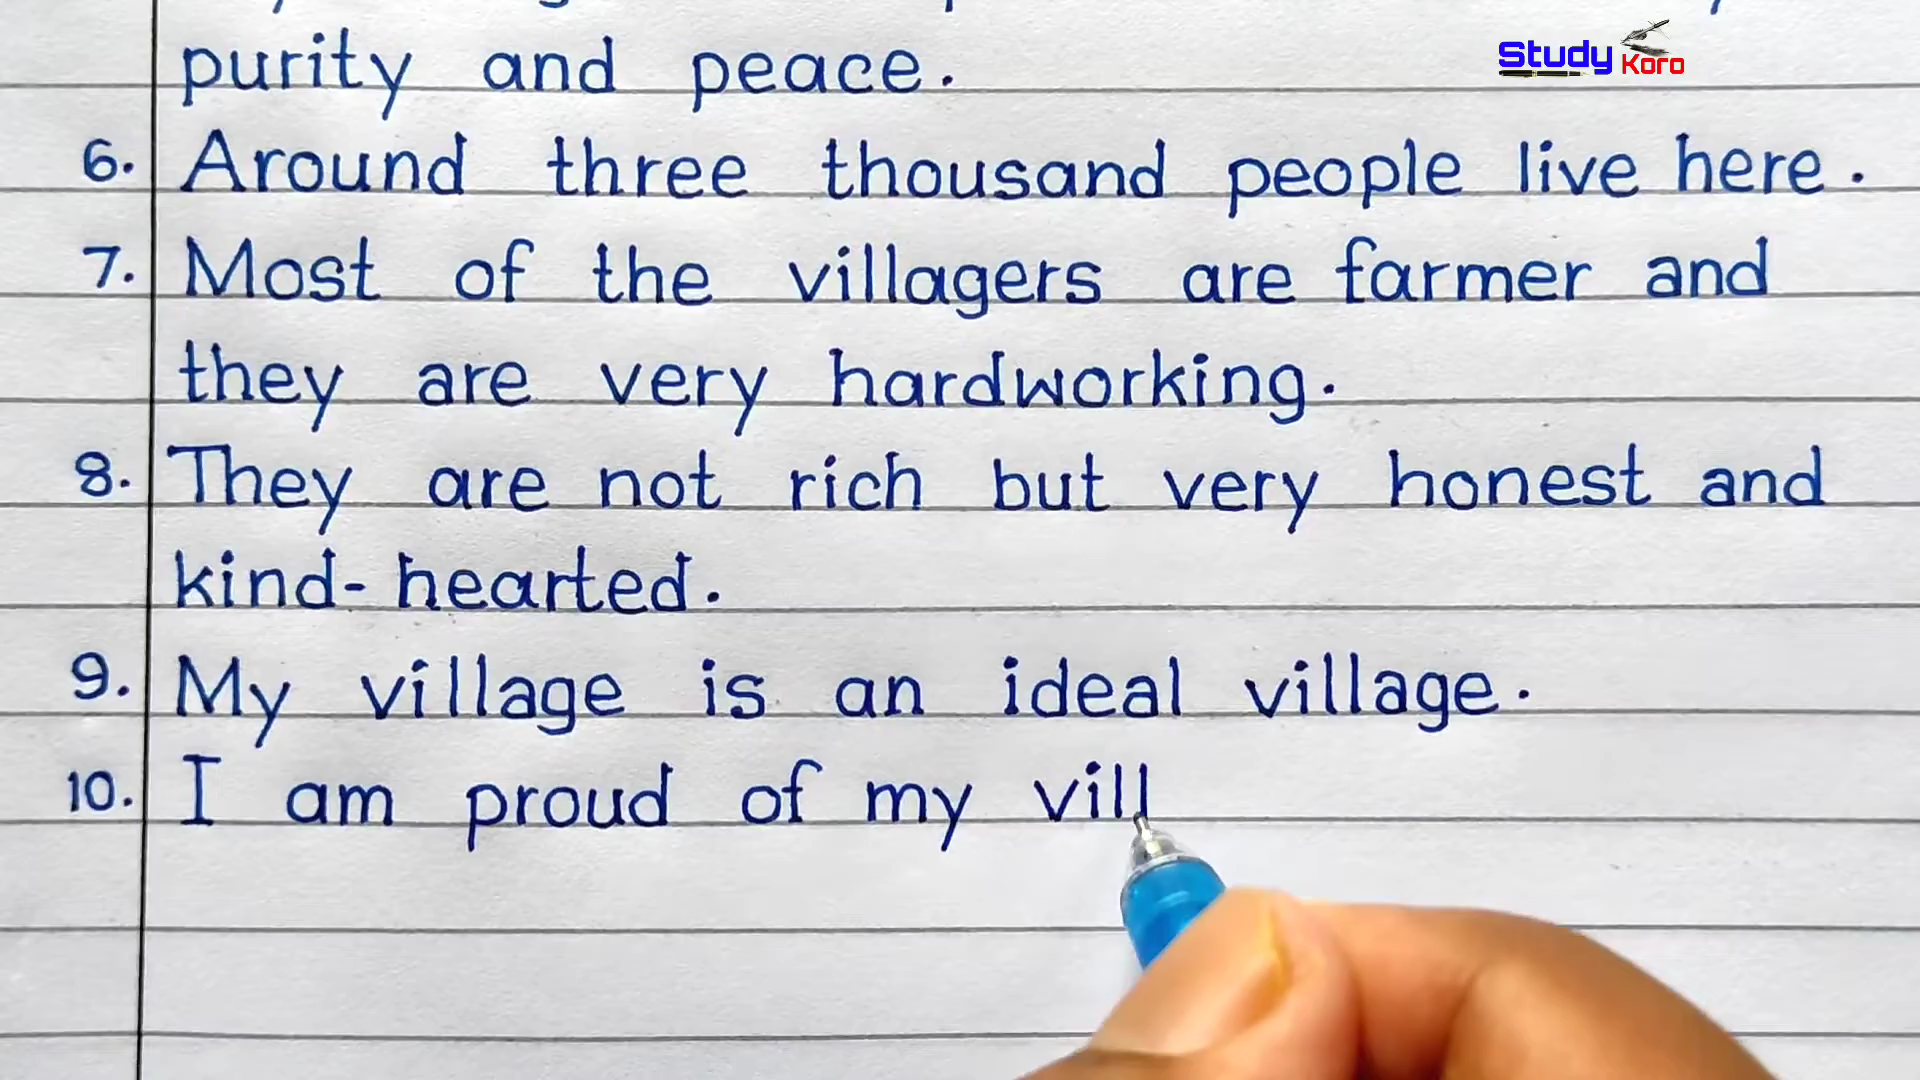 Study Koro
purity and peace.
6. Around three thousand people live here.
7. Most of the villagers are farmer and
they are very hardworking.
8. They are not rich but very honest and
kind-hearted.
9. My village is an ideal village.
10. I am proud of my vill